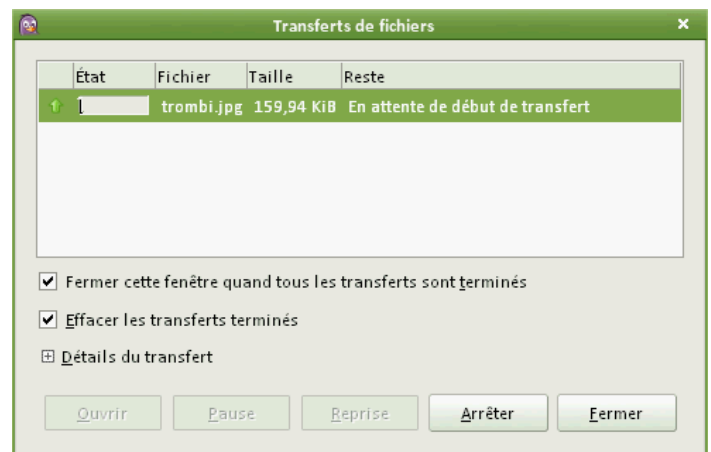 Transferts de fichiers
État Fichier Taille Reste
trombi.jpg 159,94 KiB En attente de début de transfert
Fermer cette fenêtre quand tous les transferts sont terminés
Effacer les transferts terminés
Détails du transfert
Ouvrir Pause Reprise Arrêter Fermer